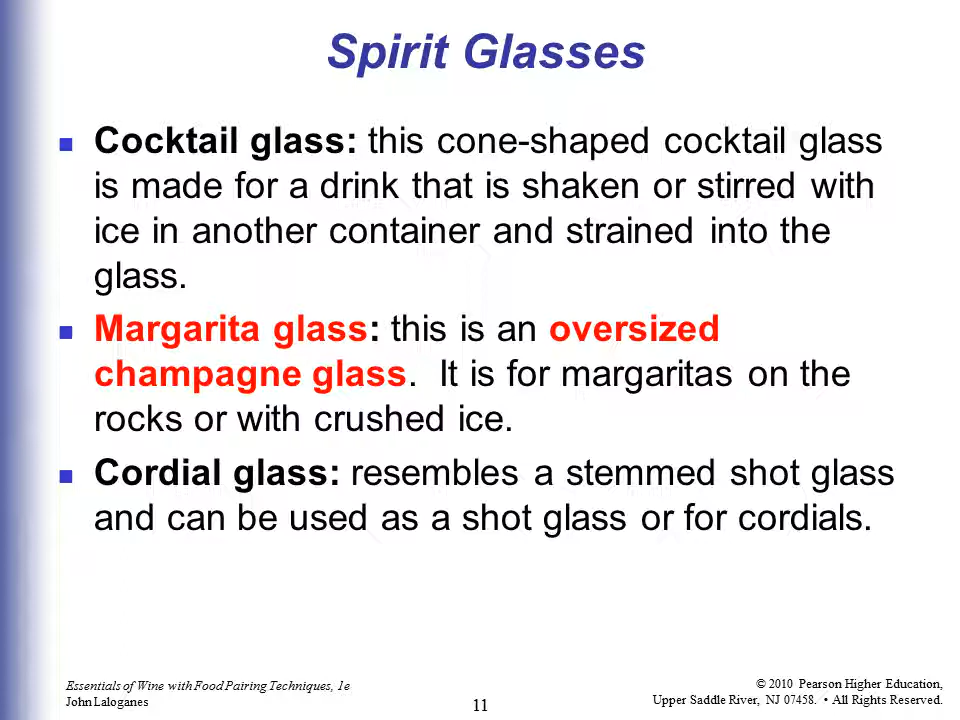 Spirit Glasses
Cocktail glass: this cone-shaped cocktail glass
is made for a drink that is shaken or stirred with
ice in another container and strained into the
glass.
Margarita glass: this is an oversized
champagne glass. It is for margaritas on the
rocks or with crushed ice.
Cordial glass: resembles a stemmed shot glass
and can be used as a shot glass or for cordials.
Essentials of Wine with Food Pairing Techniques, 1e
John Laloganes
11
© 2010 Pearson Higher Education,
Upper Saddle River, NJ 07458. • All Rights Reserved.